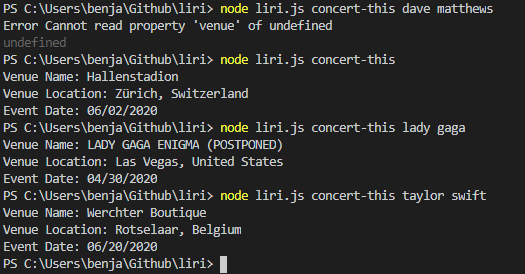 PS C:\Users\benja\Github\liri> node liri.js concert-this dave matthews
Error Cannot read property 'venue' of undefined
undefined
PS C:\Users\benja\Github\liri> node liri.js concert-this
Venue Name: Hallenstadion
Venue Location: Zürich, Switzerland
Event Date: 06/02/2020
PS C:\Users\benja\Github\liri> node liri.js concert-this lady gaga
Venue Name: LADY GAGA ENIGMA (POSTPONED)
Venue Location: Las Vegas, United States
Event Date: 04/30/2020
PS C:\Users\benja\Github\liri> node liri.js concert-this taylor swift
Venue Name: Werchter Boutique
Venue Location: Rotselaar, Belgium
Event Date: 06/20/2020
PS C:\Users\benja\Github\liri>